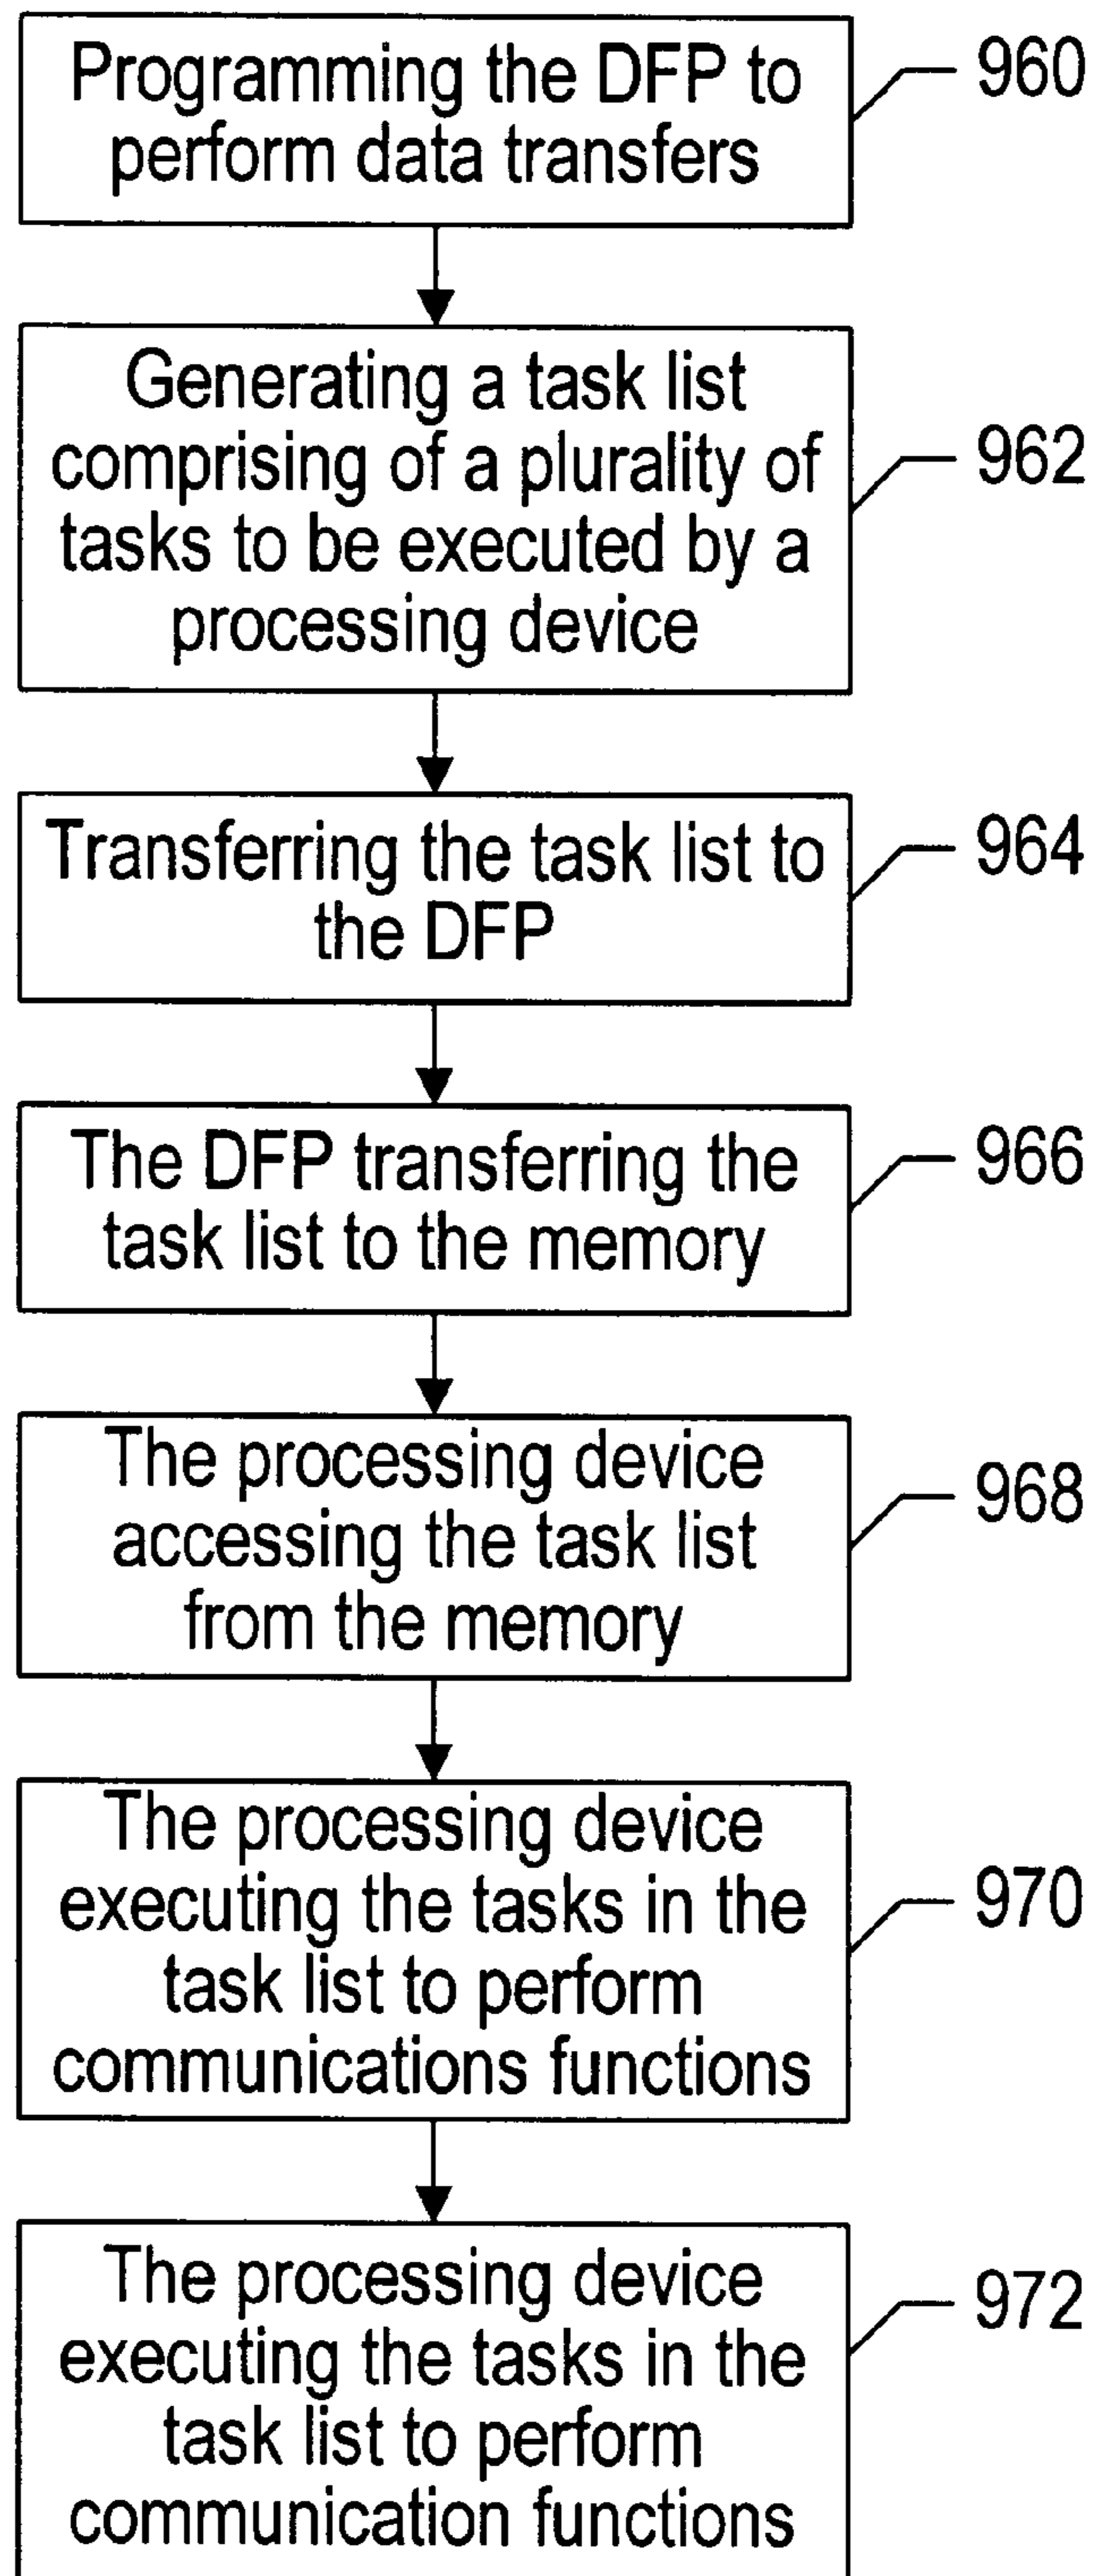 Programming the DFP to
perform data transfers
960
Generating a task list
comprising of a plurality of
tasks to be executed by a
processing device
962
Transferring the task list to
the DFP
964
The DFP transferring the
task list to the memory
966
The processing device
accessing the task list
from the memory
968
The processing device
executing the tasks in the
task list to perform
communications functions
970
The processing device
executing the tasks in the
task list to perform
communication functions
972